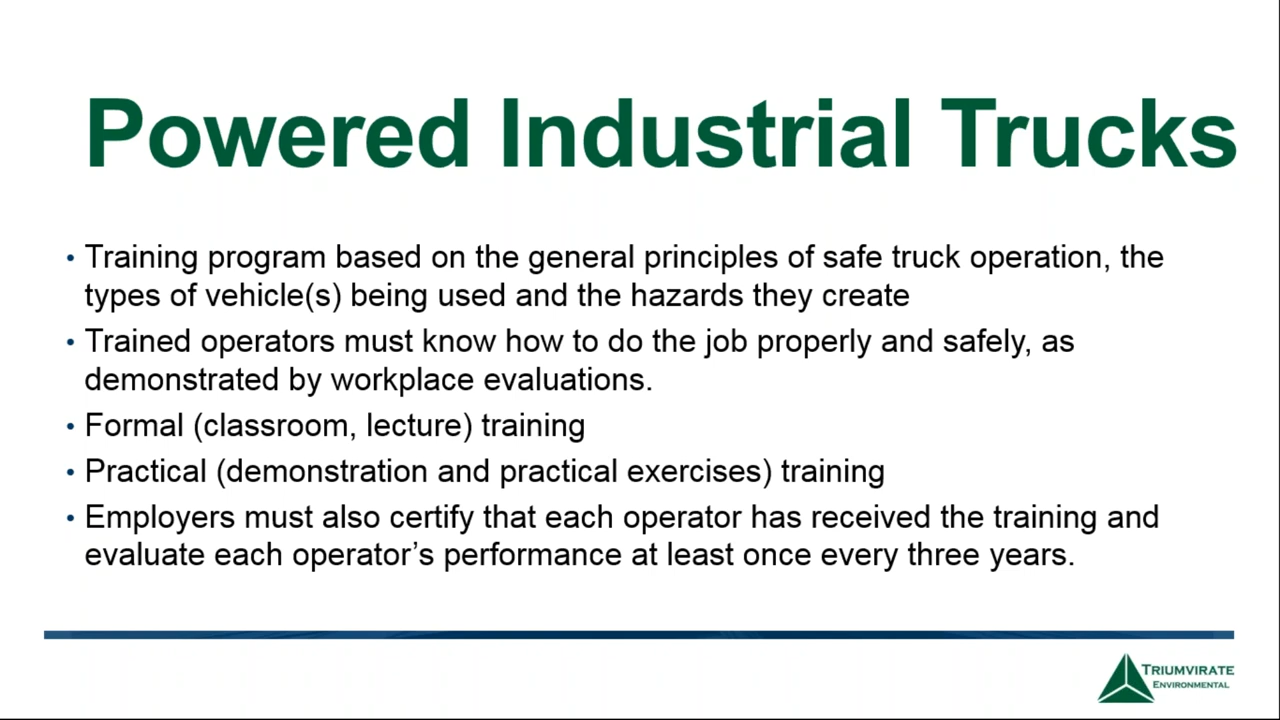 Powered Industrial Trucks
• Training program based on the general principles of safe truck operation, the
types of vehicle(s) being used and the hazards they create
• Trained operators must know how to do the job properly and safely, as
demonstrated by workplace evaluations.
• Formal (classroom, lecture) training
• Practical (demonstration and practical exercises) training
• Employers must also certify that each operator has received the training and
evaluate each operator’s performance at least once every three years.
TRIUMVIRATE
ENVIRONMENTAL